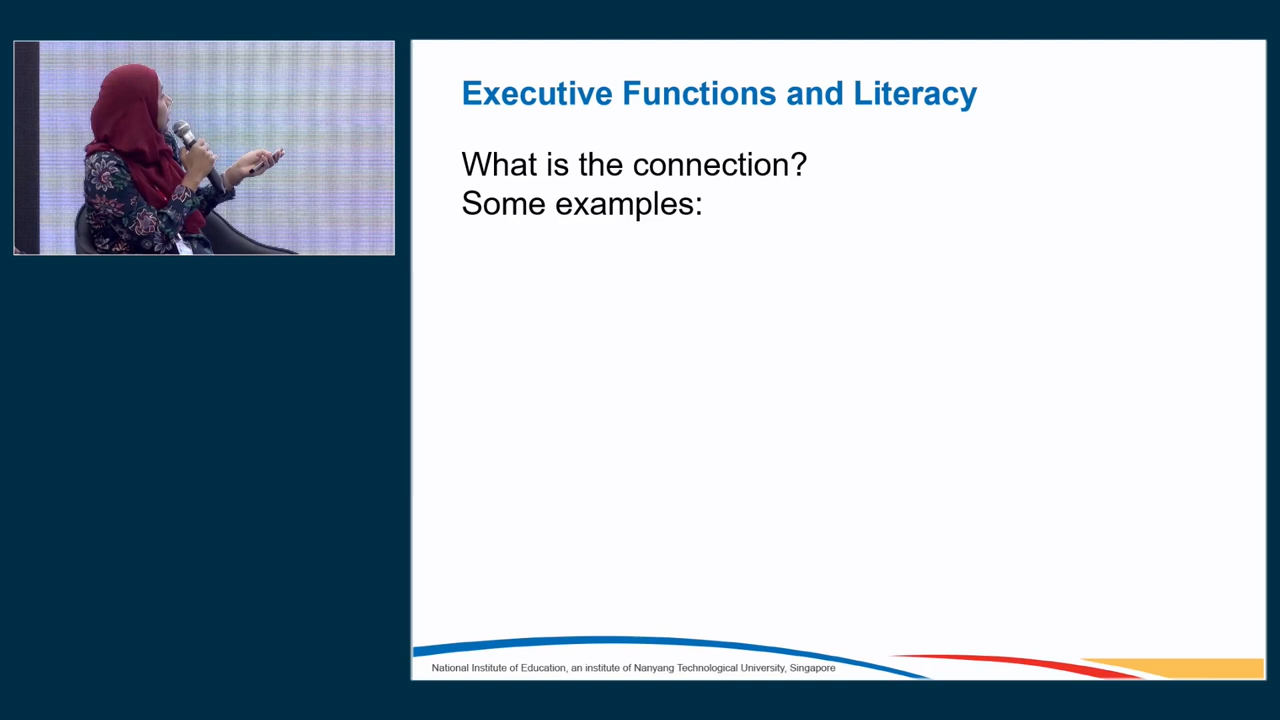 Executive Functions and Literacy
What is the connection?
Some examples:
National Institute of Education, an institute of Nanyang Technological University, Singapore